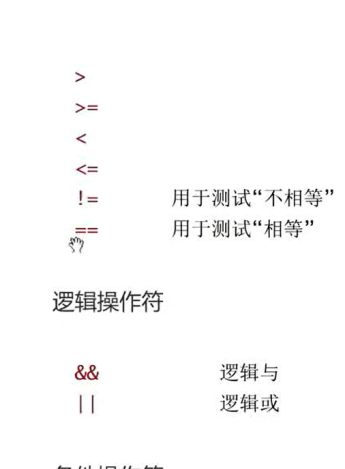 >
>=
<
<=
!= 用于测试“不相等”
== 用于测试“相等”
逻辑操作符
&& 逻辑与
|| 逻辑或